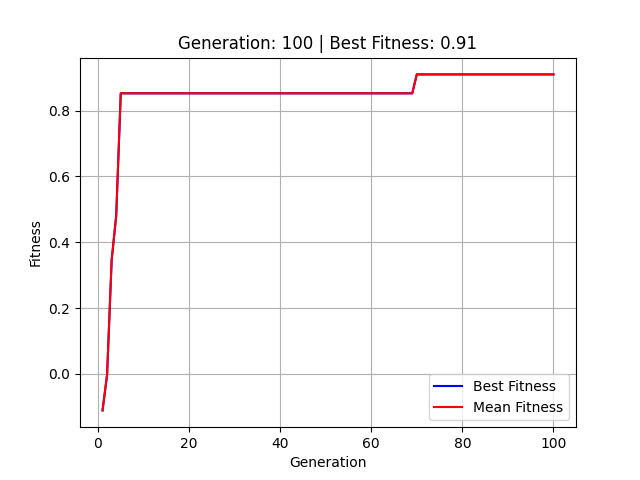 Generation: 100 | Best Fitness: 0.91
Fitness
0.8
0.6
0.4
0.2
0.0
0 20 40 60 80 100
Generation
Best Fitness
Mean Fitness